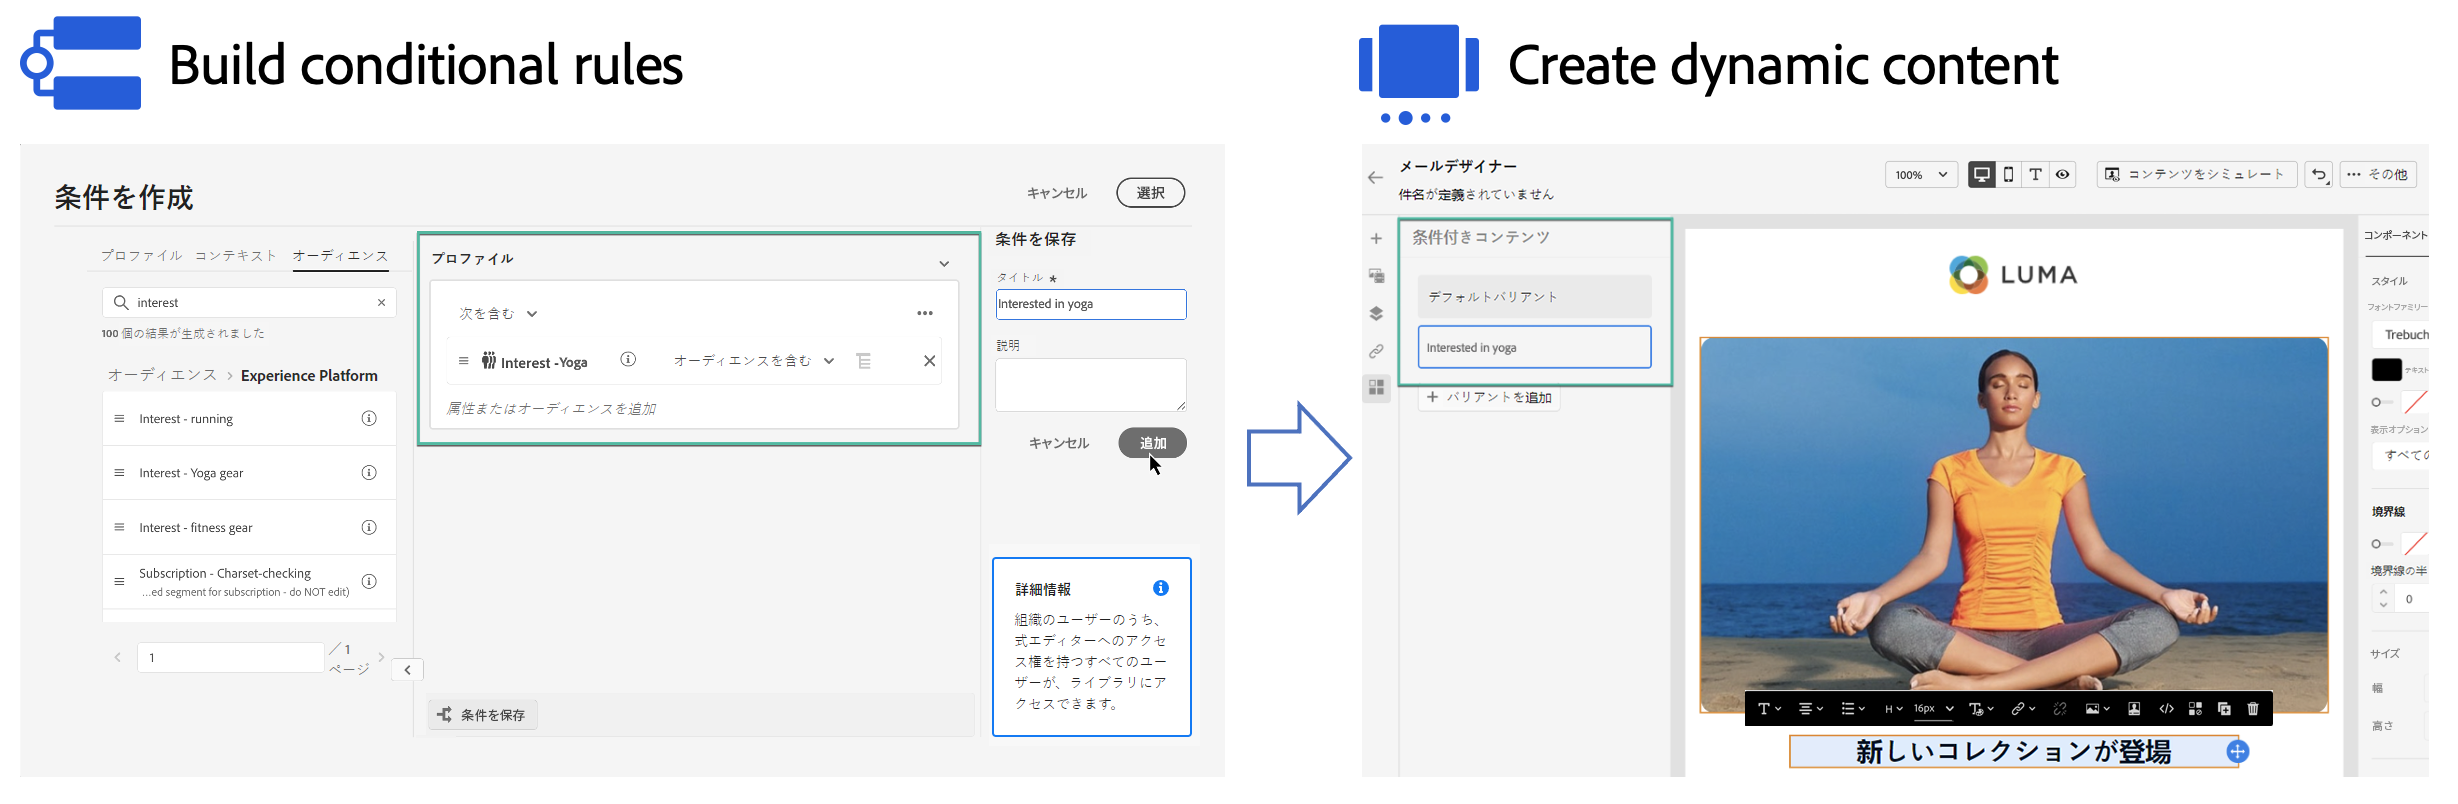 Build conditional rules
条件を作成
キャンセル
選択
プロファイル コンテキスト オーディエンス
interest
100 個の結果が生成されました
オーディエンス > Experience Platform
Interest - running
Interest - Yoga gear
Interest - fitness gear
Subscription - Charset-checking
...ed segment for subscription - do NOT edit)
1
/ 1
ページ
プロファイル
次を含む
Interest -Yoga
オーディエンスを含む
属性またはオーディエンスを追加
条件を保存
条件を保存
タイトル *
Interested in yoga
説明
キャンセル
追加
詳細情報
組織のユーザーのうち、
式エディターへのアクセ
ス権を持つすべてのユー
ザーが、ライブラリにア
クセスできます。
Create dynamic content
メールデザイナー
件名が定義されていません
100%
コンテンツをシミュレート
その他
条件付きコンテンツ
デフォルトバリアント
Interested in yoga
+ バリアントを追加
LUMA
H
16px
新しいコレクションが登場
コンポーネント
スタイル
フォントファミリー
Trebuch
テキスト
表示オプション
すべての
境界線
境界線の半
0
サイズ
幅
高さ